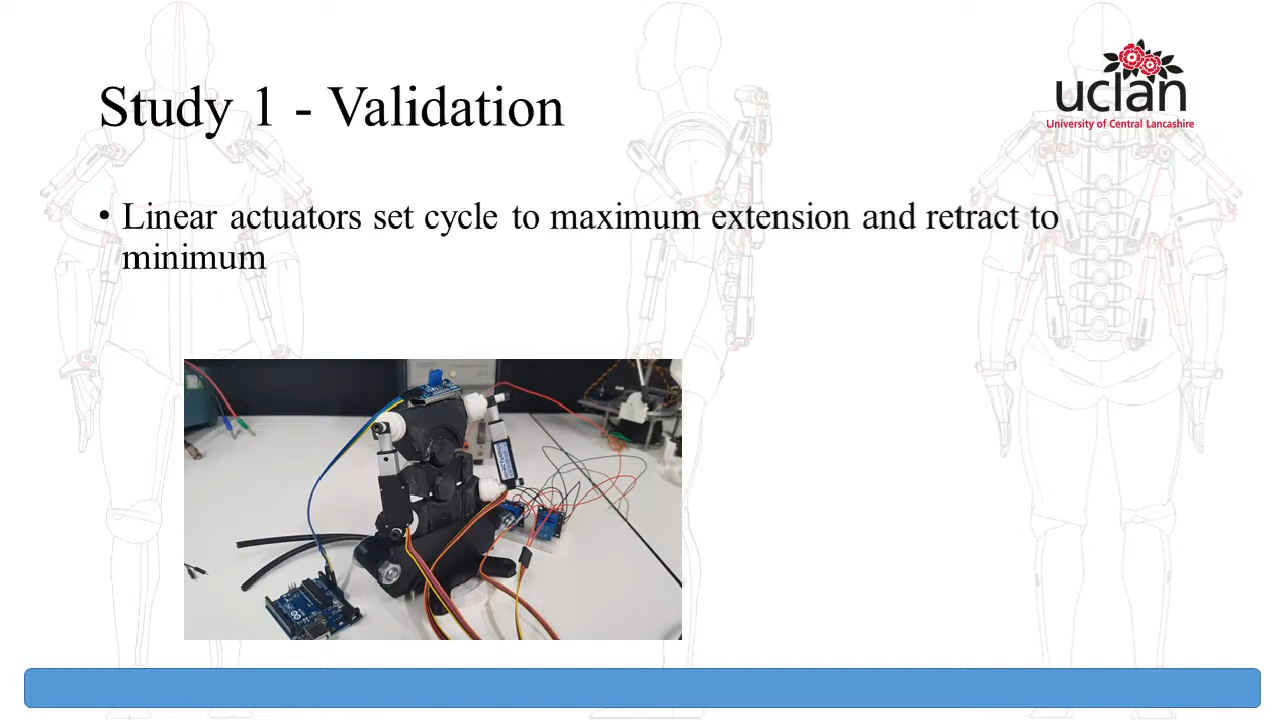 Study 1 - Validation
uclan
University of Central Lancashire
• Linear actuators set cycle to maximum extension and retract to
minimum